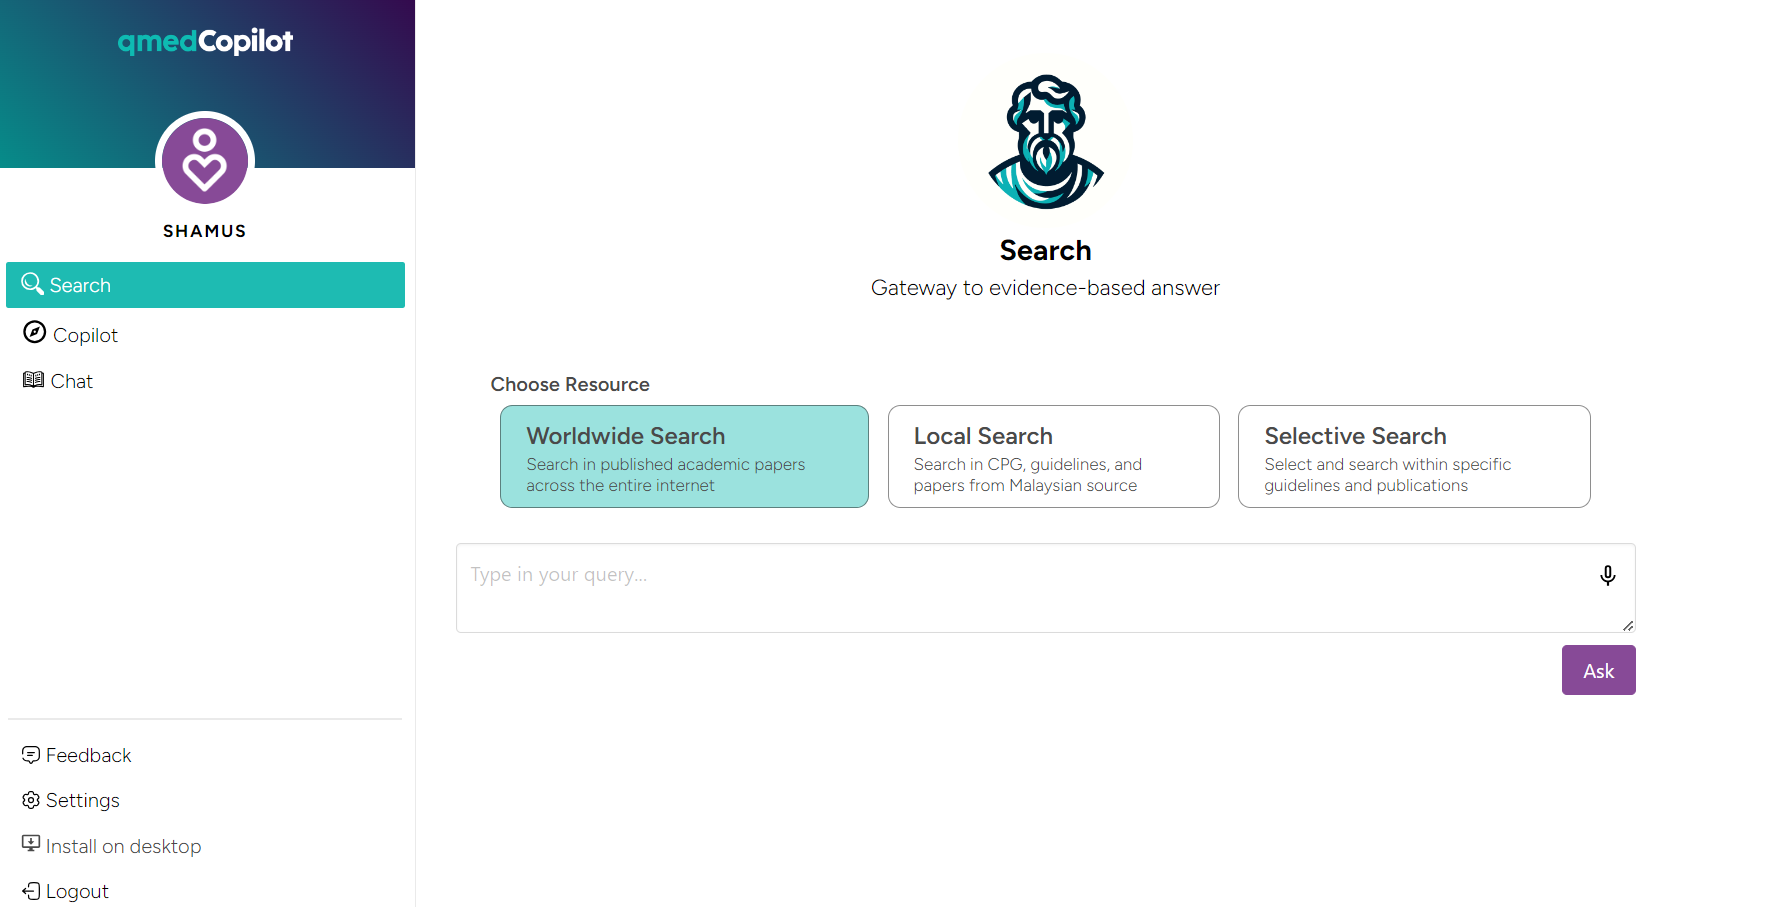 qmedCopilot
SHAMUS
Search
Copilot
Chat
Feedback
Settings
Install on desktop
Logout
Search
Gateway to evidence-based answer
Choose Resource
Worldwide Search
Search in published academic papers
across the entire internet
Local Search
Search in CPG, guidelines, and
papers from Malaysian source
Selective Search
Select and search within specific
guidelines and publications
Type in your query...
Ask